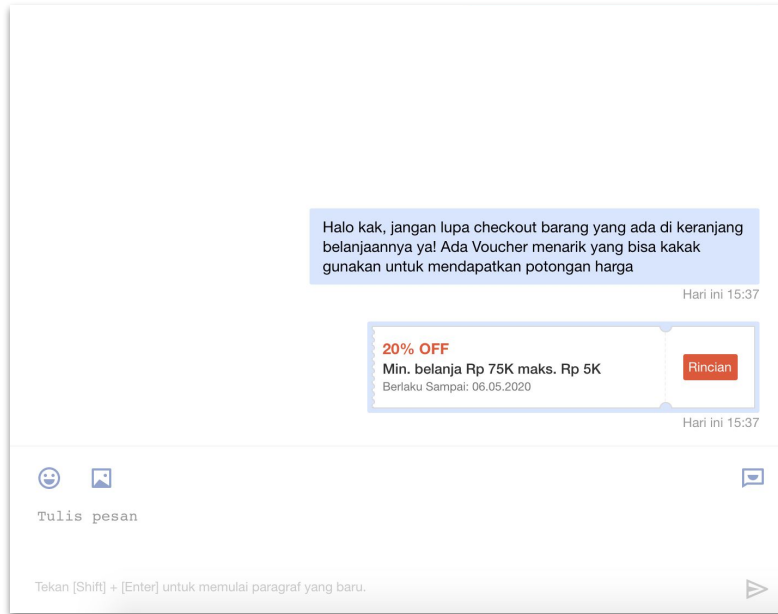 Halo kak, jangan lupa checkout barang yang ada di keranjang
belanjaannya ya! Ada Voucher menarik yang bisa kakak
gunakan untuk mendapatkan potongan harga
Hari ini 15:37
20% OFF
Min. belanja Rp 75K maks. Rp 5K
Berlaku Sampai: 06.05.2020
Rincian
Hari ini 15:37
Tulis pesan
Tekan [Shift] + [Enter] untuk memulai paragraf yang baru.